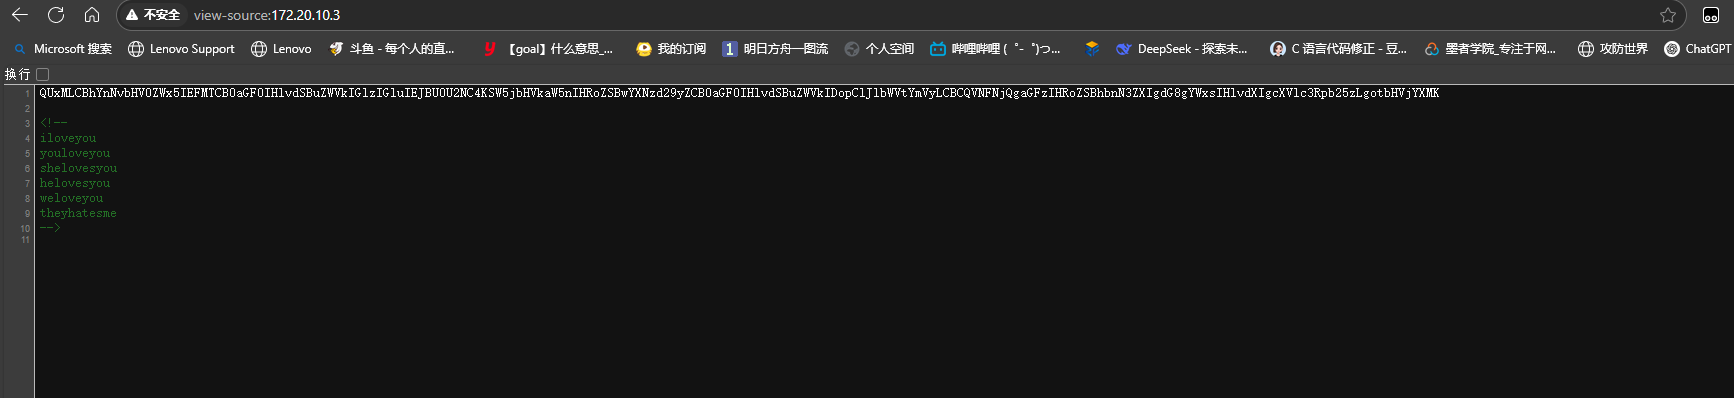 不安全 view-source:172.20.10.3
Microsoft 搜索 Lenovo Support Lenovo 斗鱼 - 每个人的直... 【goal】什么意思_... 我的订阅 明日方舟一图流 个人空间 哔哩哔哩 (゜-゜)つ... DeepSeek - 探索未... C 语言代码修正 - 豆... 墨者学院_专注于网... 攻防世界 ChatGPT
换行
1 QUxMLCBhYnNvbHV0ZWx5IEFMTCB0aGF0IHlvdSBuZWVkIGlzIGluIEJBU0U2NC4KSW5jbHVkaW5nIHRoZSBwYXNzd29yZCB0aGF0IHlvdSBuZWVkIDopClJlbWVtYmVyLCBCQVNFNjQgaGFzIHRoZSBhbnN3ZXIgdG8gYWxsIHlvdXIgcXVlc3Rpb25zLgotbHVjYXMK
2
3 <!--
4 iloveyou
5 youloveyou
6 shelovesyou
7 helovesyou
8 weloveyou
9 theyhatesme
10 -->
11